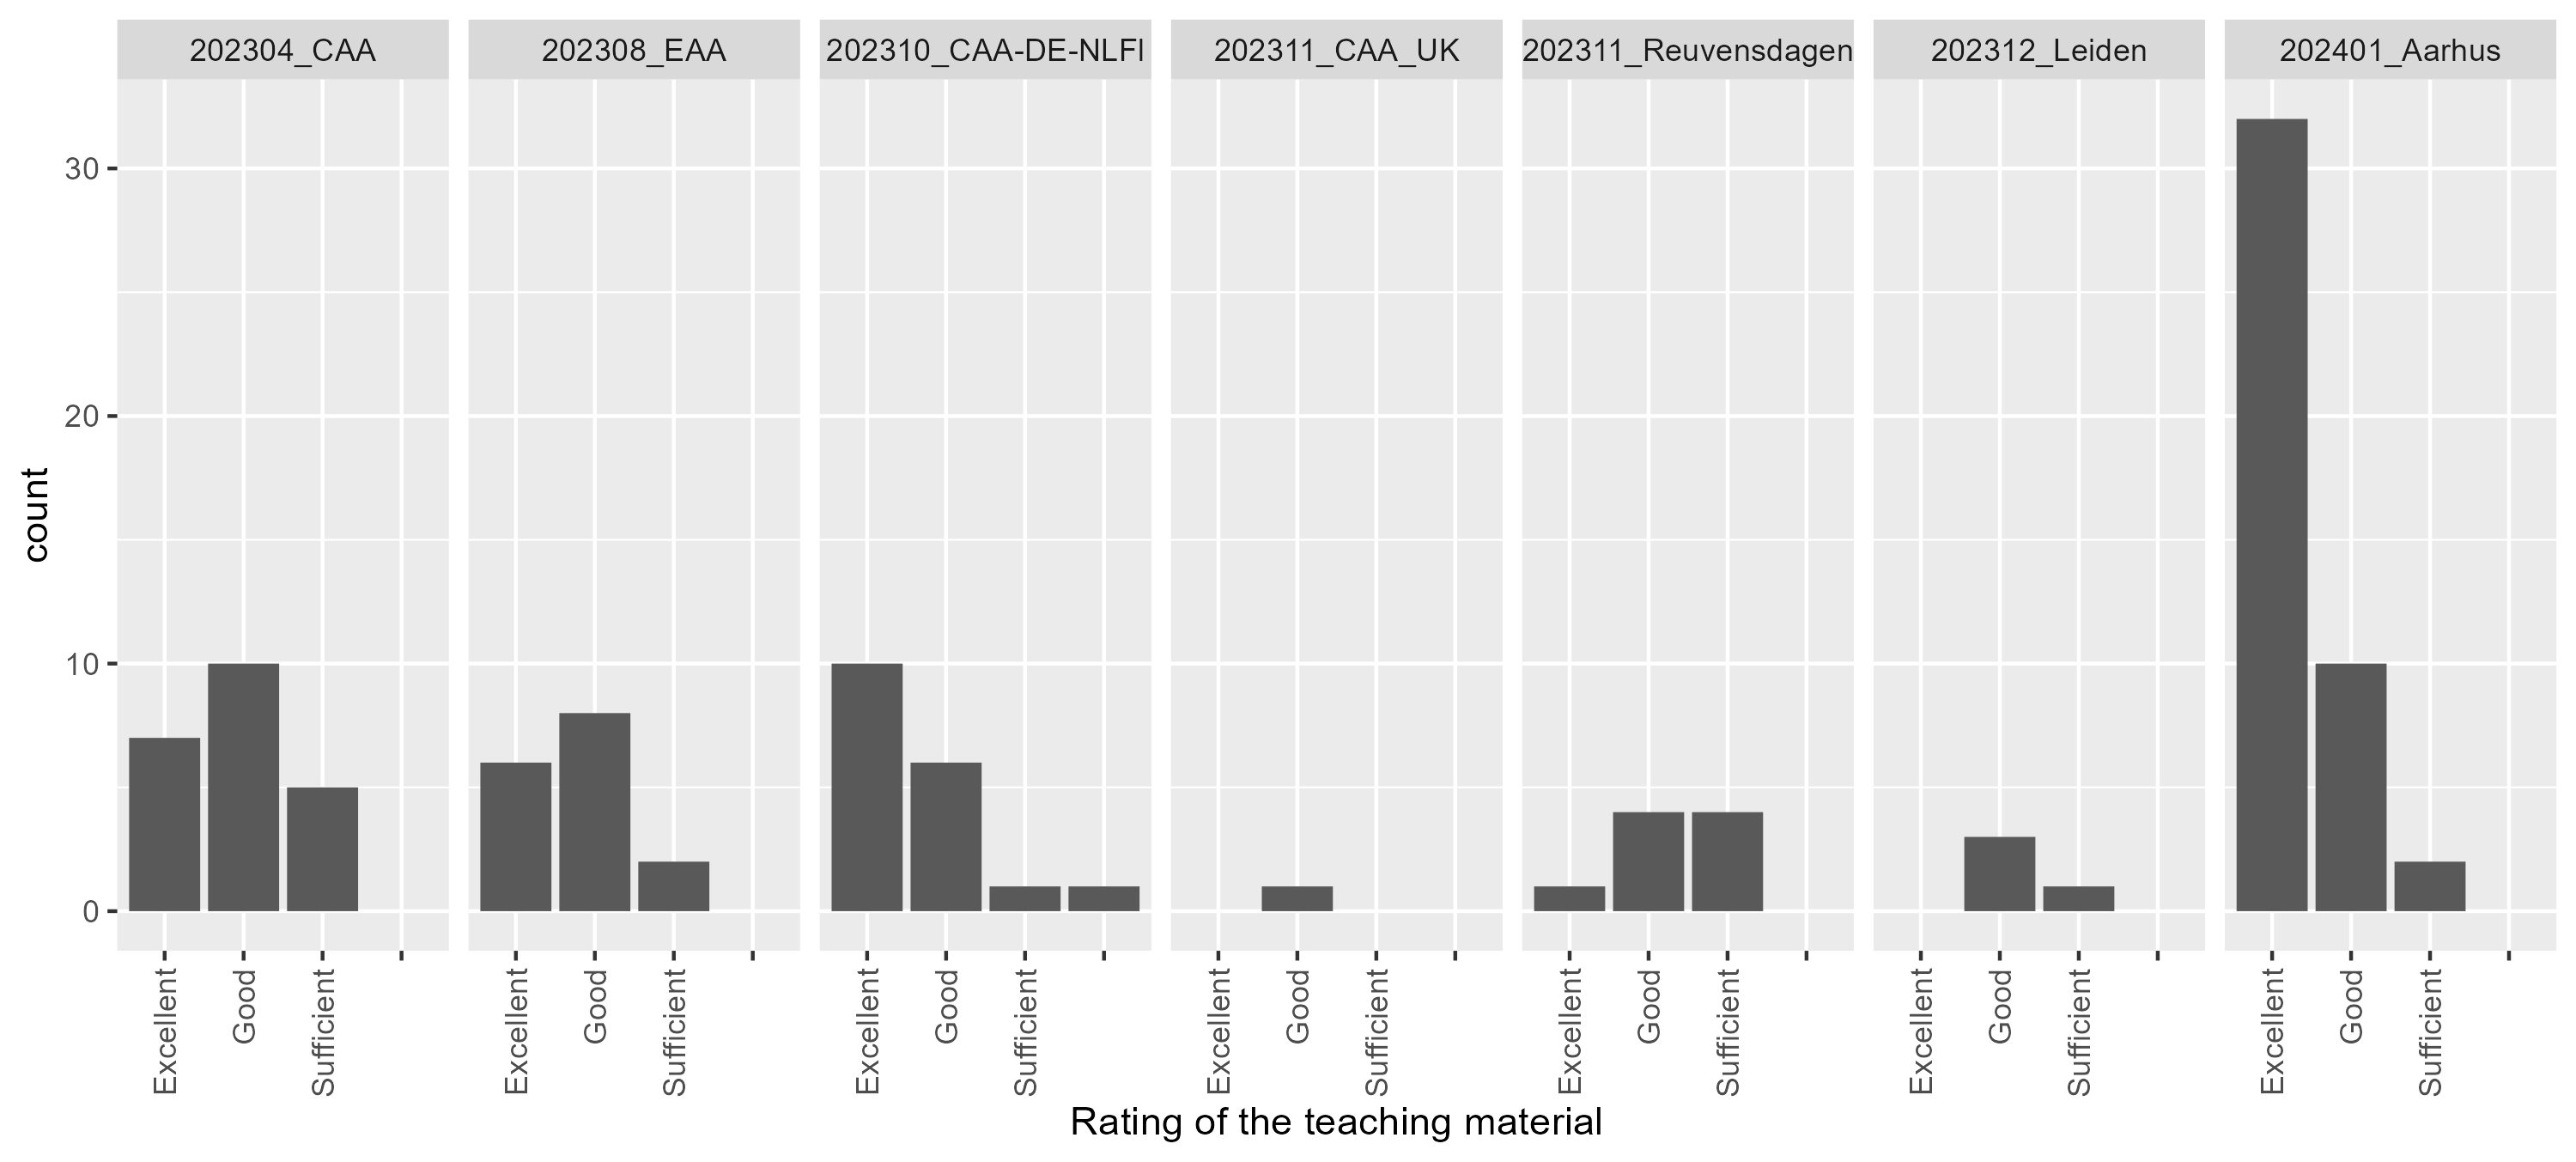 202304_CAA
202308_EAA
202310_CAA-DE-NLFl
202311_CAA_UK
202311_Reuvensdagen
202312_Leiden
202401_Aarhus
count
30
20
10
0
Excellent
Good
Sufficient
Excellent
Good
Sufficient
Excellent
Good
Sufficient
Excellent
Good
Sufficient
Excellent
Good
Sufficient
Excellent
Good
Sufficient
Excellent
Good
Sufficient
Rating of the teaching material